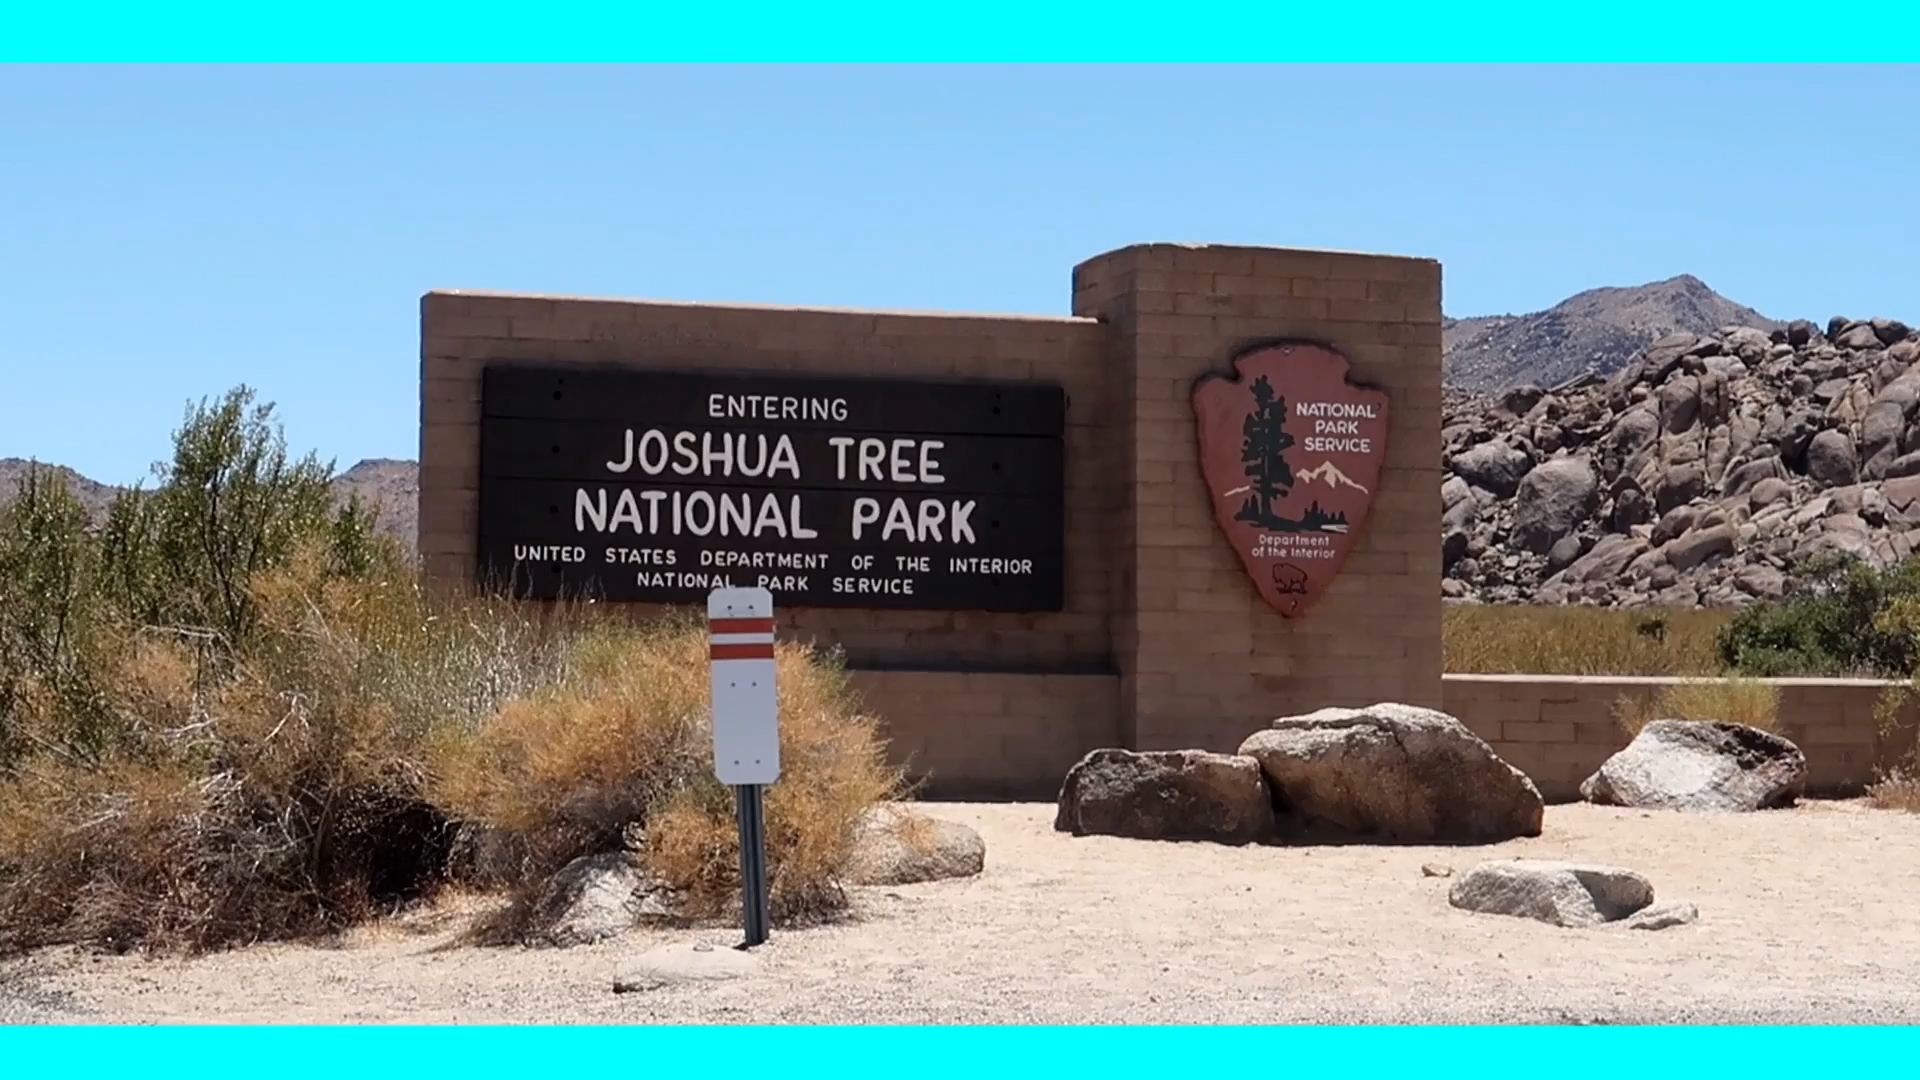 ENTERING
JOSHUA TREE
NATIONAL PARK
UNITED STATES DEPARTMENT OF THE INTERIOR
NATIONAL PARK SERVICE
NATIONAL
PARK
SERVICE
Department
of the Interior